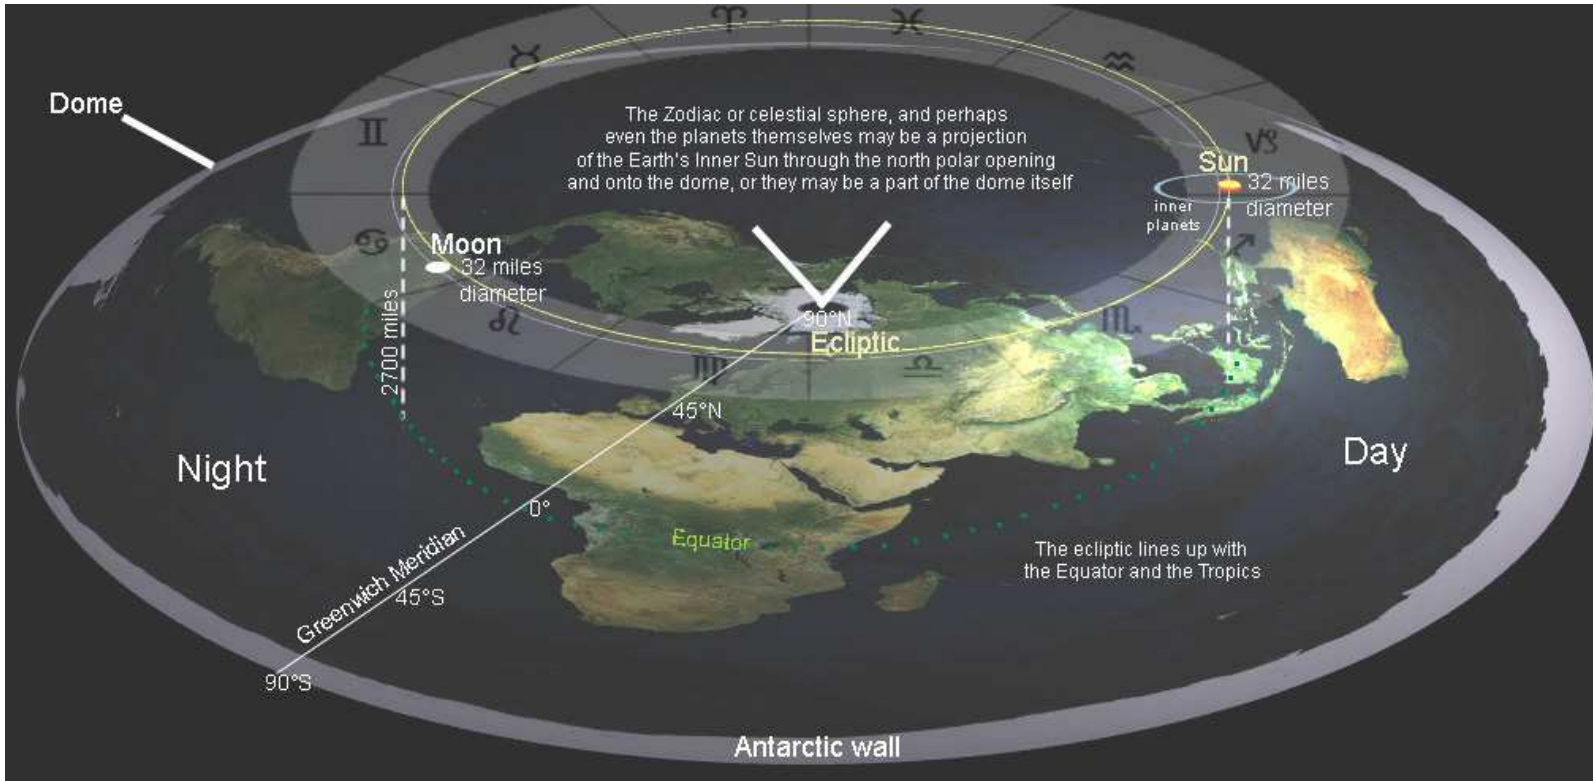 Dome
The Zodiac or celestial sphere, and perhaps
even the planets themselves may be a projection
of the Earth's Inner Sun through the north polar opening
and onto the dome, or they may be a part of the dome itself
Sun
32 miles
diameter
inner
planets
Moon
32 miles
diameter
2700 miles
90°N
Ecliptic
45°N
Night
Day
0°
Equator
The ecliptic lines up with
the Equator and the Tropics
Greenwich Meridian
45°S
90°S
Antarctic wall